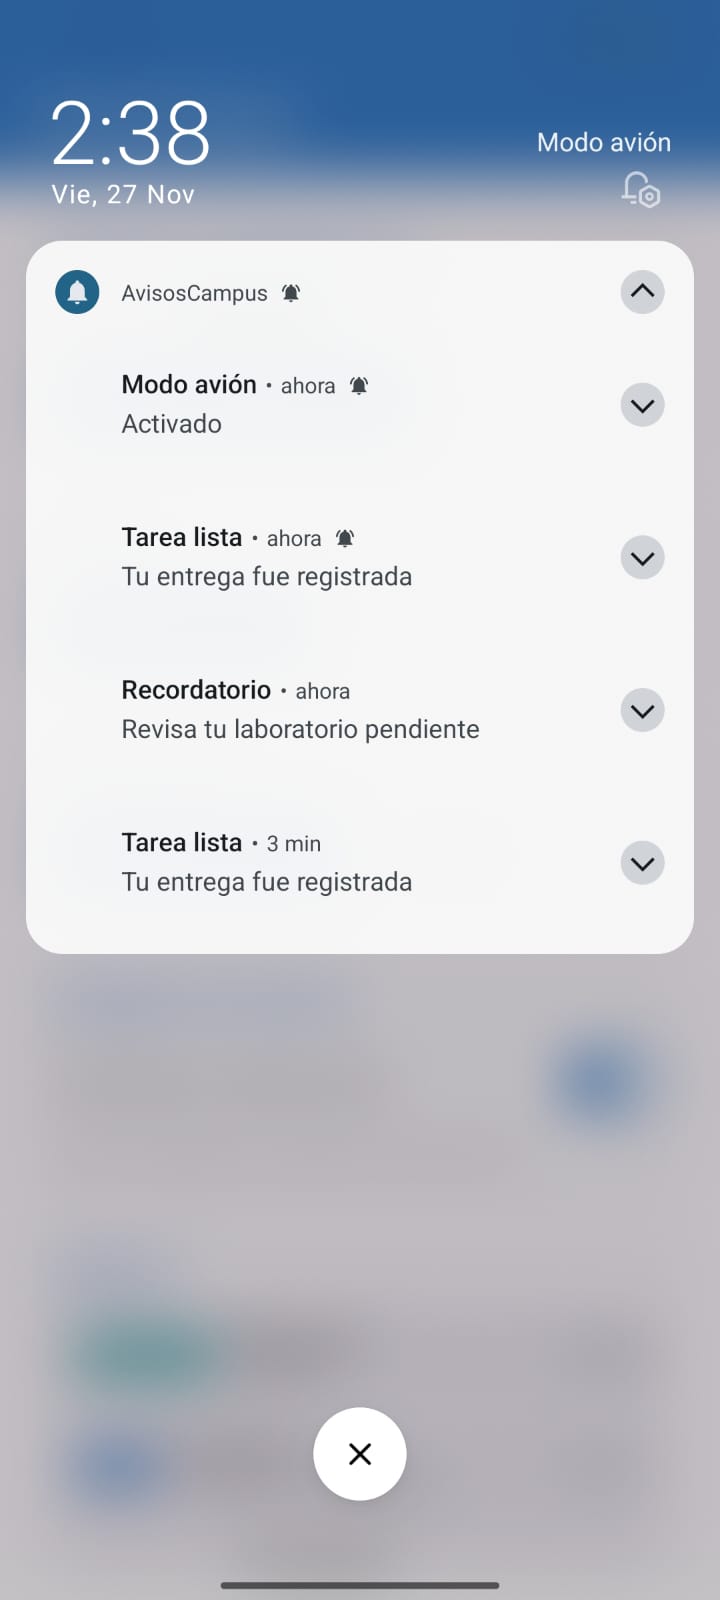 2:38
Modo avión
Vie, 27 Nov
AvisosCampus
Modo avión • ahora
Activado
Tarea lista • ahora
Tu entrega fue registrada
Recordatorio • ahora
Revisa tu laboratorio pendiente
Tarea lista • 3 min
Tu entrega fue registrada